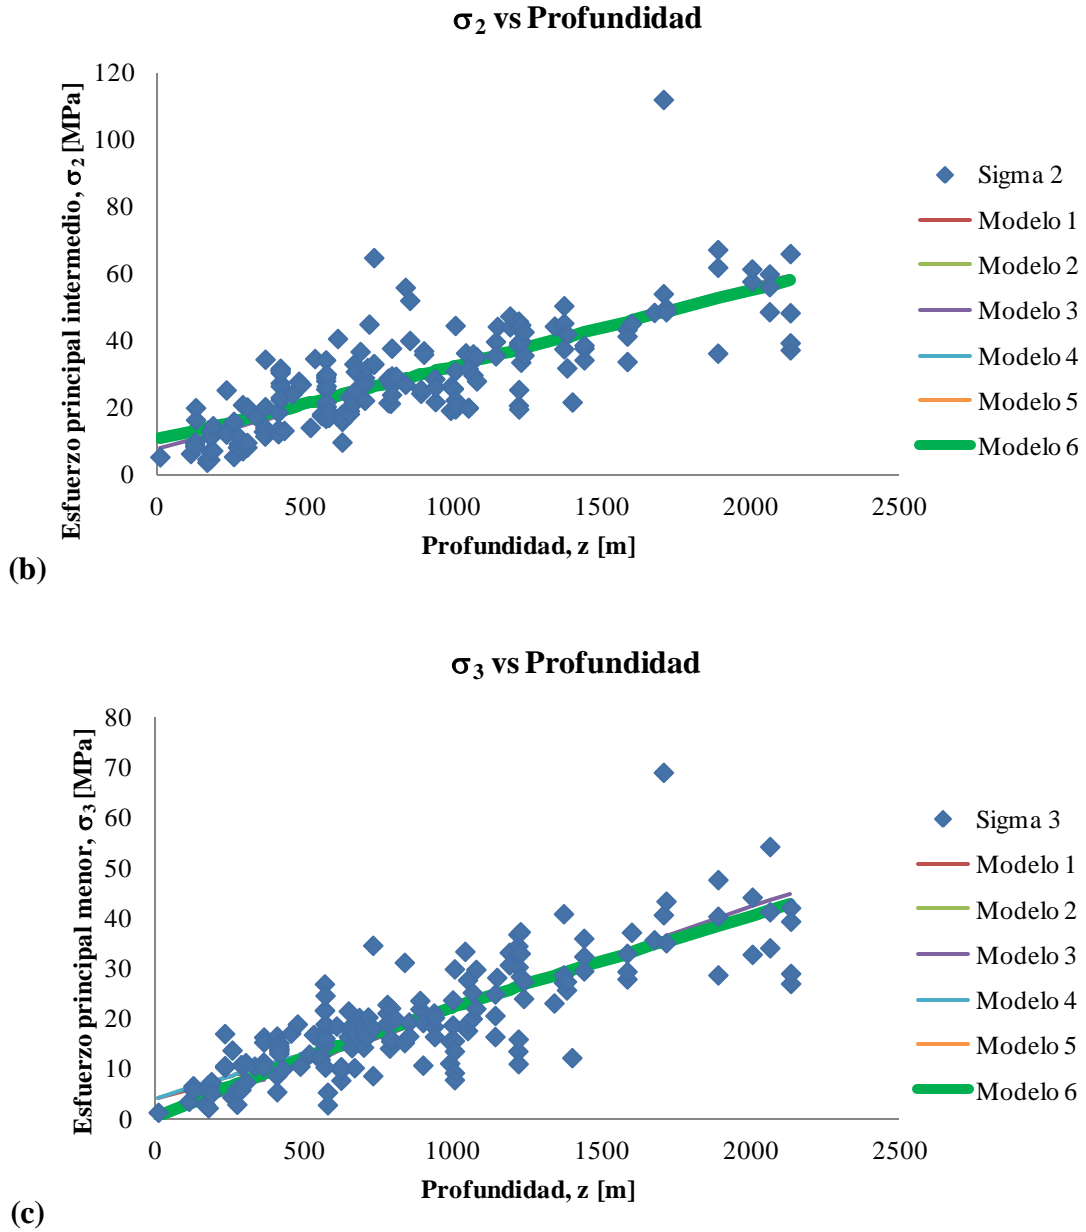 σ2 vs Profundidad
Esfuerzo principal intermedio, σ2 [MPa]
120
100
80
60
40
20
0
0 500 1000 1500 2000 2500
Profundidad, z [m]
Sigma 2
Modelo 1
Modelo 2
Modelo 3
Modelo 4
Modelo 5
Modelo 6
(b)
σ3 vs Profundidad
Esfuerzo principal menor, σ3 [MPa]
80
70
60
50
40
30
20
10
0
0 500 1000 1500 2000 2500
Profundidad, z [m]
Sigma 3
Modelo 1
Modelo 2
Modelo 3
Modelo 4
Modelo 5
Modelo 6
(c)